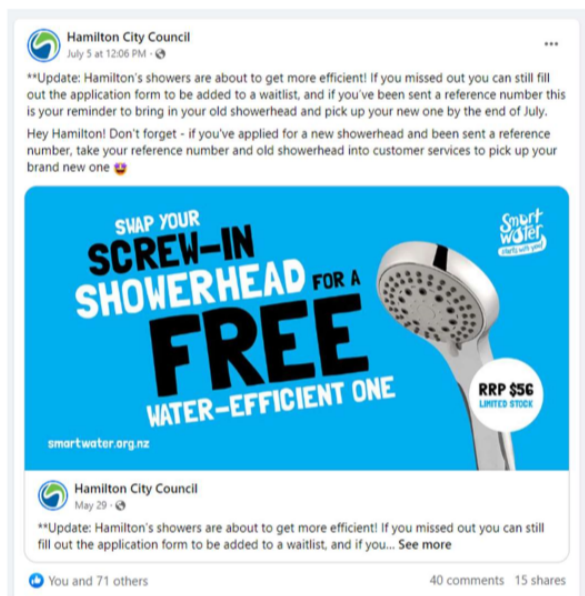 Hamilton City Council
July 5 at 12:06 PM ·
**Update: Hamilton's showers are about to get more efficient! If you missed out you can still fill
out the application form to be added to a waitlist, and if you've been sent a reference number this
is your reminder to bring in your old showerhead and pick up your new one by the end of July.
Hey Hamilton! Don't forget - if you've applied for a new showerhead and been sent a reference
number, take your reference number and old showerhead into customer services to pick up your
brand new one 🤩
SWAP YOUR
SCREW-IN
SHOWERHEAD FOR A
FREE
WATER-EFFICIENT ONE
Smart
water
starts with you!
RRP $56
LIMITED STOCK
smartwater.org.nz
Hamilton City Council
May 29 ·
**Update: Hamilton's showers are about to get more efficient! If you missed out you can still
fill out the application form to be added to a waitlist, and if you... See more
You and 71 others
40 comments 15 shares